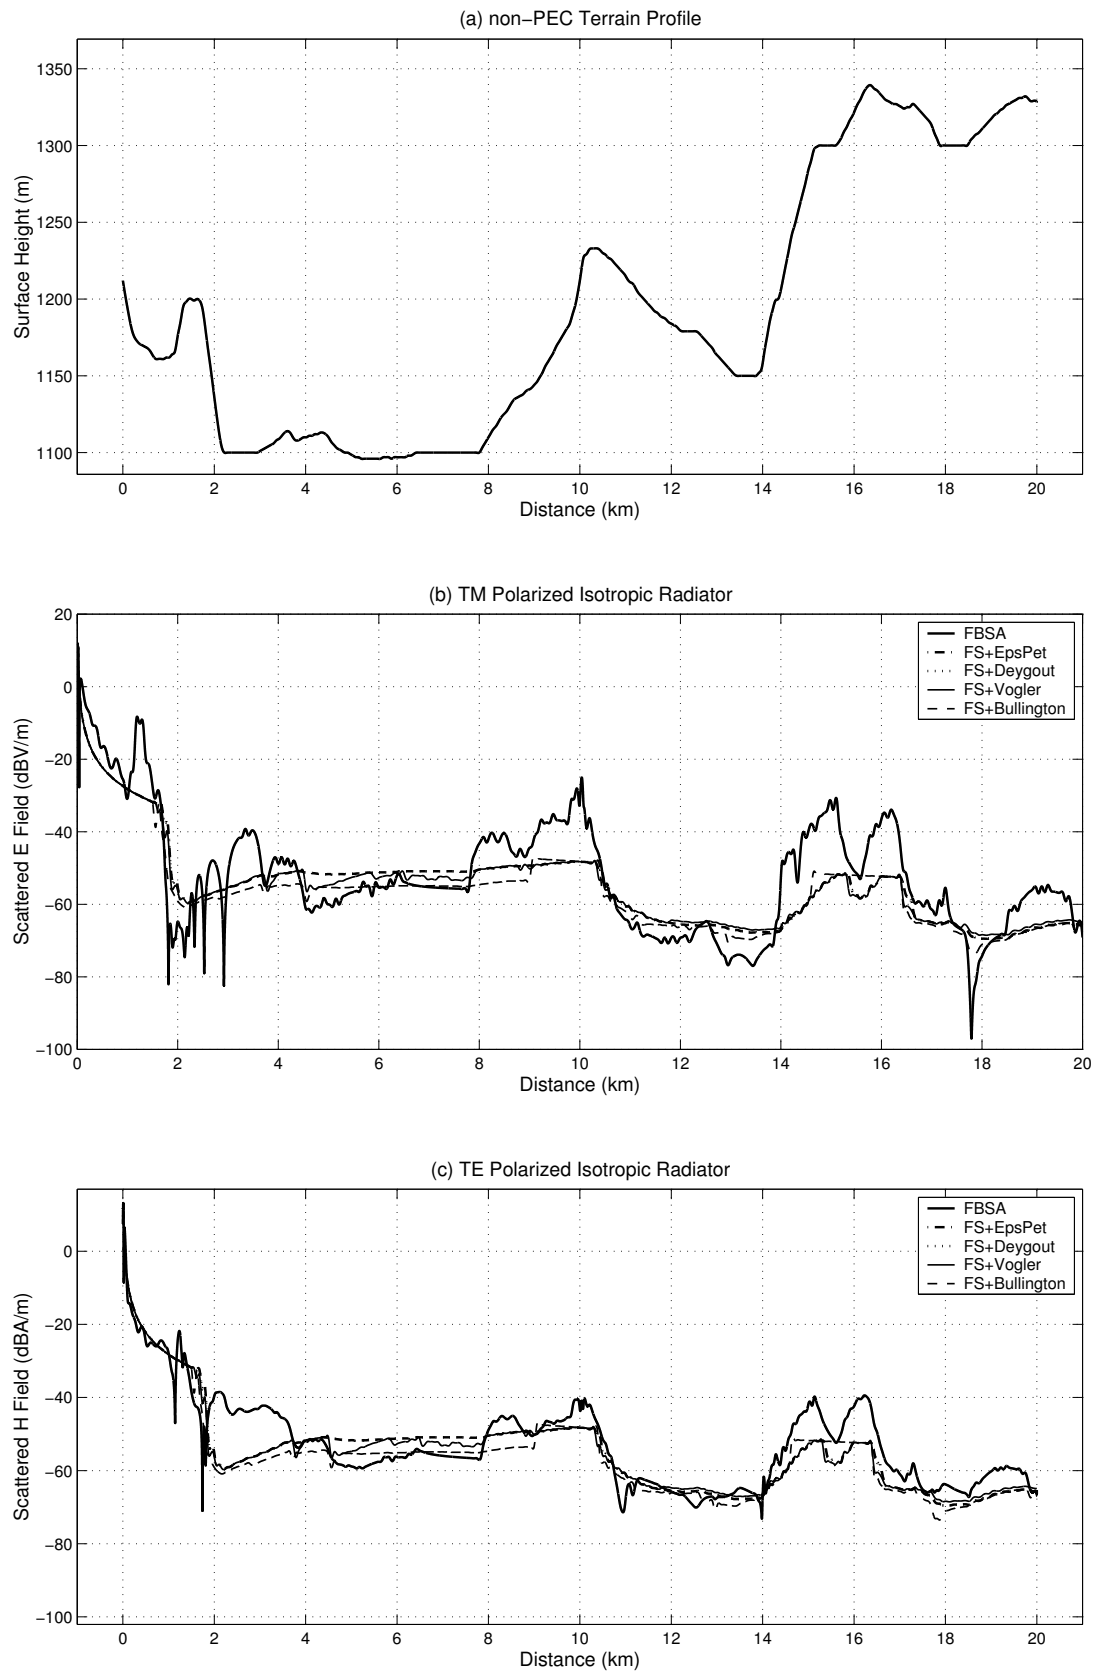 (a) non−PEC Terrain Profile
1350
1300
1250
1200
1150
1100
Surface Height (m)
0 2 4 6 8 10 12 14 16 18 20
Distance (km)
(b) TM Polarized Isotropic Radiator
20
0
−20
−40
−60
−80
−100
Scattered E Field (dBV/m)
FBSA
FS+EpsPet
FS+Deygout
FS+Vogler
FS+Bullington
0 2 4 6 8 10 12 14 16 18 20
Distance (km)
(c) TE Polarized Isotropic Radiator
0
−20
−40
−60
−80
−100
Scattered H Field (dBA/m)
FBSA
FS+EpsPet
FS+Deygout
FS+Vogler
FS+Bullington
0 2 4 6 8 10 12 14 16 18 20
Distance (km)